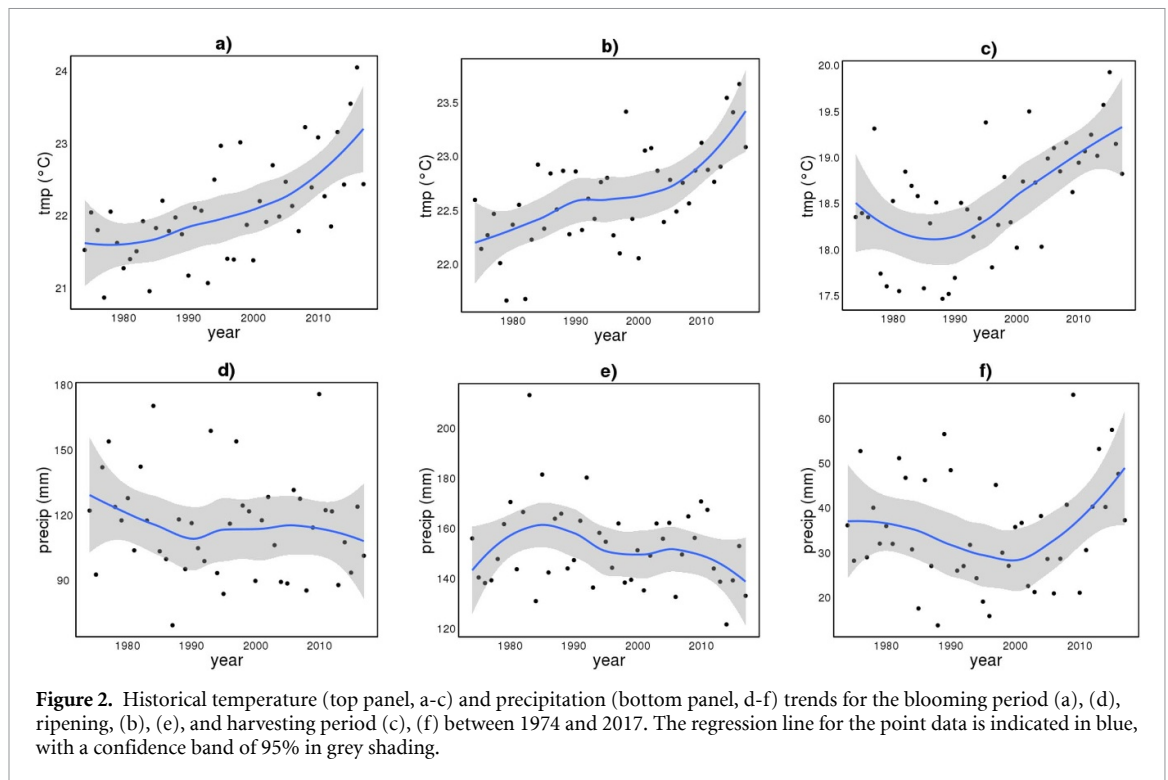 a)
b)
c)
24
23
22
21
tmp (°C)
1980
1990
2000
2010
year
23.5
23.0
22.5
22.0
tmp (°C)
1980
1990
2000
2010
year
20.0
19.5
19.0
18.5
18.0
17.5
tmp (°C)
1980
1990
2000
2010
year
d)
e)
f)
180
150
120
90
precip (mm)
1980
1990
2000
2010
year
200
180
160
140
120
precip (mm)
1980
1990
2000
2010
year
60
50
40
30
20
precip (mm)
1980
1990
2000
2010
year
Figure 2. Historical temperature (top panel, a-c) and precipitation (bottom panel, d-f) trends for the blooming period (a), (d),
ripening, (b), (e), and harvesting period (c), (f) between 1974 and 2017. The regression line for the point data is indicated in blue,
with a confidence band of 95% in grey shading.